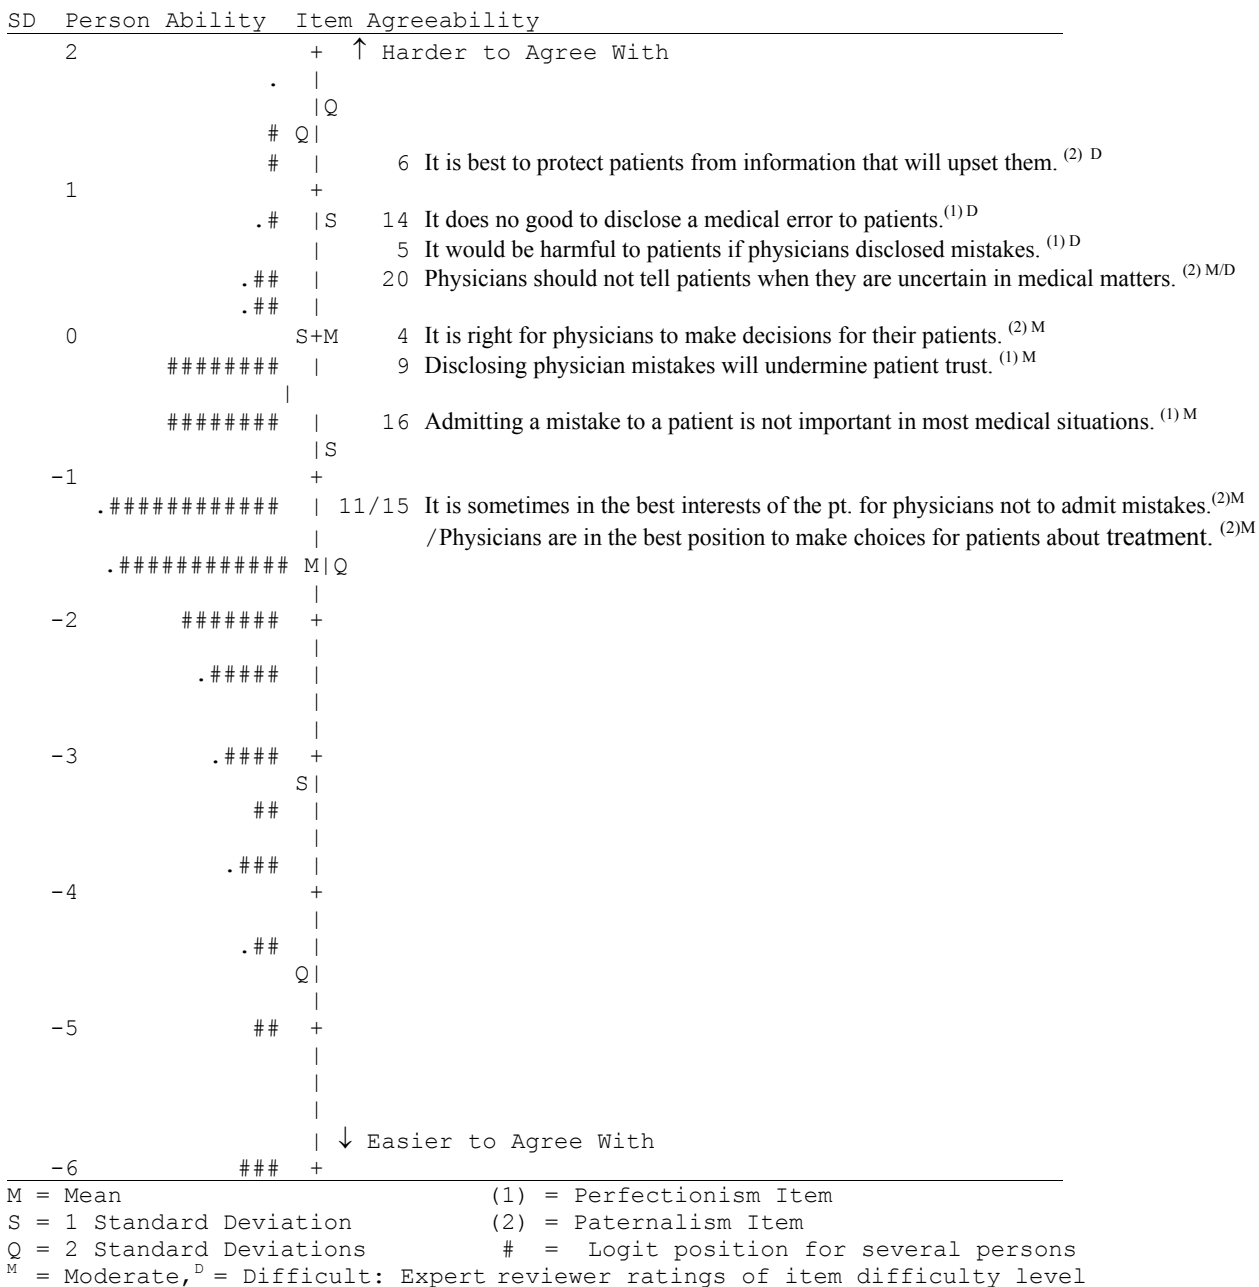 SD  Person Ability  Item Agreeability
2 + ↑ Harder to Agree With
. |
|Q
# Q|
# | 6 It is best to protect patients from information that will upset them. (2) D
1 +
.# |S 14 It does no good to disclose a medical error to patients.(1) D
| 5 It would be harmful to patients if physicians disclosed mistakes. (1) D
.## | 20 Physicians should not tell patients when they are uncertain in medical matters. (2) M/D
.## |
0 S+M 4 It is right for physicians to make decisions for their patients. (2) M
######## | 9 Disclosing physician mistakes will undermine patient trust. (1) M
|
######## | 16 Admitting a mistake to a patient is not important in most medical situations. (1) M
|S
-1 +
.############ | 11/15 It is sometimes in the best interests of the pt. for physicians not to admit mistakes.(2)M
| /Physicians are in the best position to make choices for patients about treatment. (2)M
.############ M|Q
|
-2 ####### +
|
.##### |
|
|
-3 .#### +
S|
## |
|
.### |
-4 +
|
.## |
Q|
|
-5 ## +
|
|
|
| ↓ Easier to Agree With
-6 ### +
M = Mean (1) = Perfectionism Item
S = 1 Standard Deviation (2) = Paternalism Item
Q = 2 Standard Deviations # = Logit position for several persons
M = Moderate, D = Difficult: Expert reviewer ratings of item difficulty level